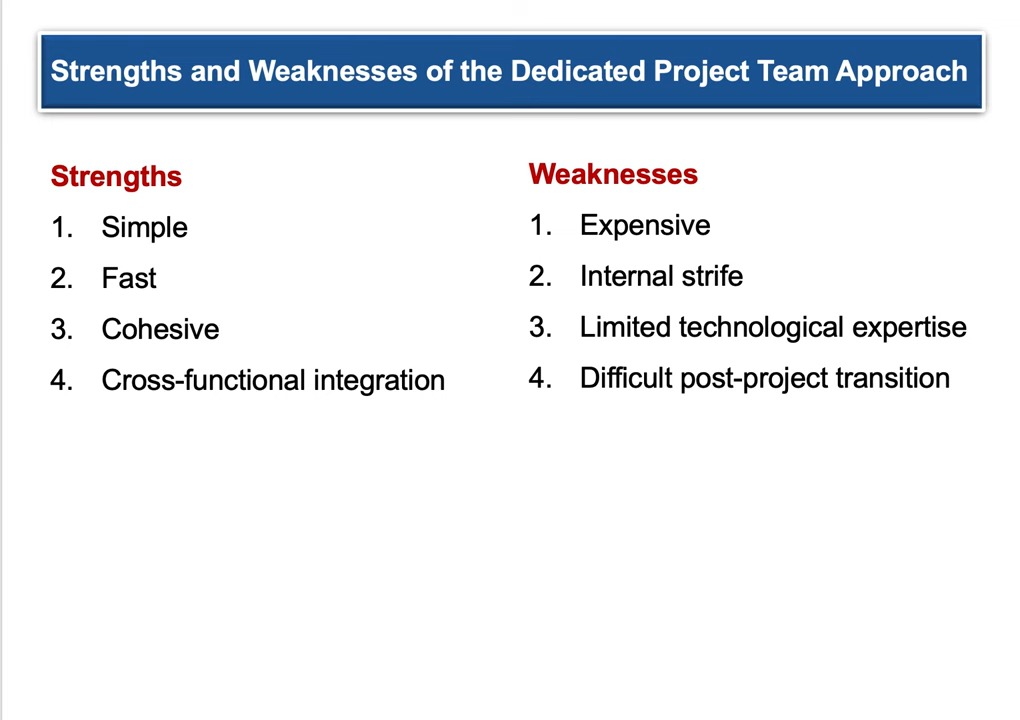 Strengths and Weaknesses of the Dedicated Project Team Approach
Strengths
1. Simple
2. Fast
3. Cohesive
4. Cross-functional integration
Weaknesses
1. Expensive
2. Internal strife
3. Limited technological expertise
4. Difficult post-project transition